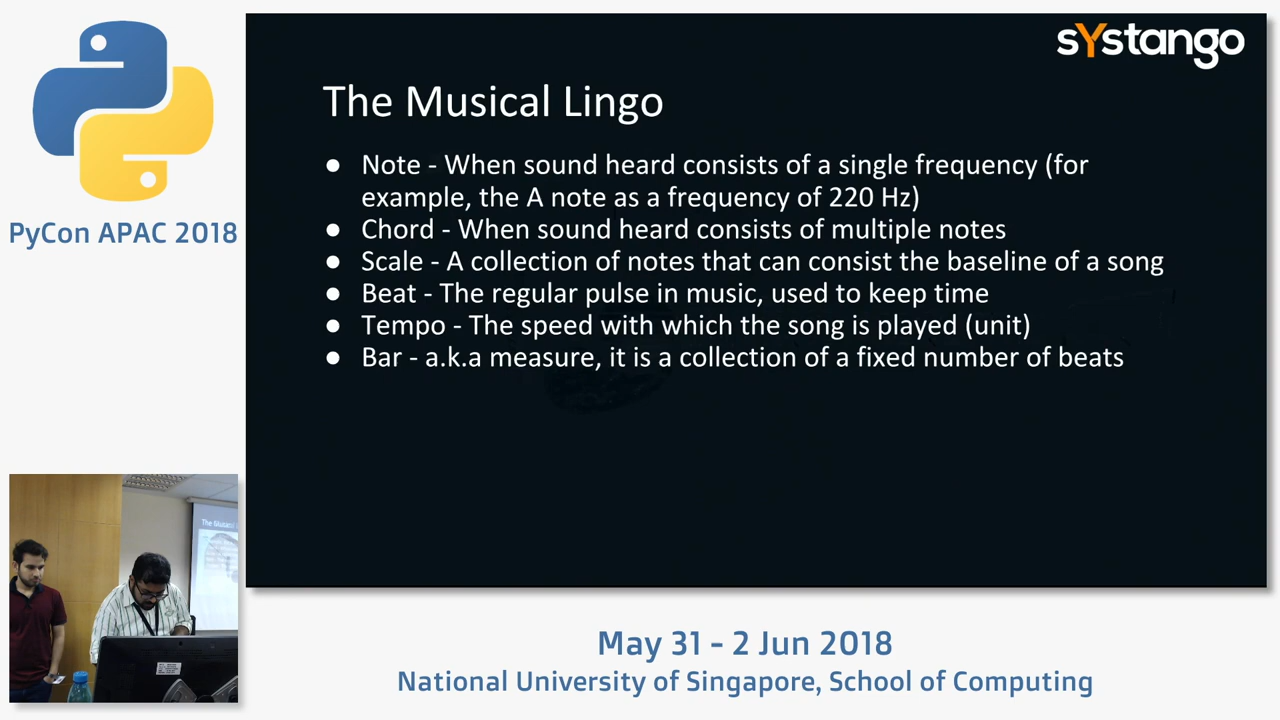 sYstango
The Musical Lingo
● Note - When sound heard consists of a single frequency (for
example, the A note as a frequency of 220 Hz)
● Chord - When sound heard consists of multiple notes
● Scale - A collection of notes that can consist the baseline of a song
● Beat - The regular pulse in music, used to keep time
● Tempo - The speed with which the song is played (unit)
● Bar - a.k.a measure, it is a collection of a fixed number of beats
PyCon APAC 2018
May 31 - 2 Jun 2018
National University of Singapore, School of Computing